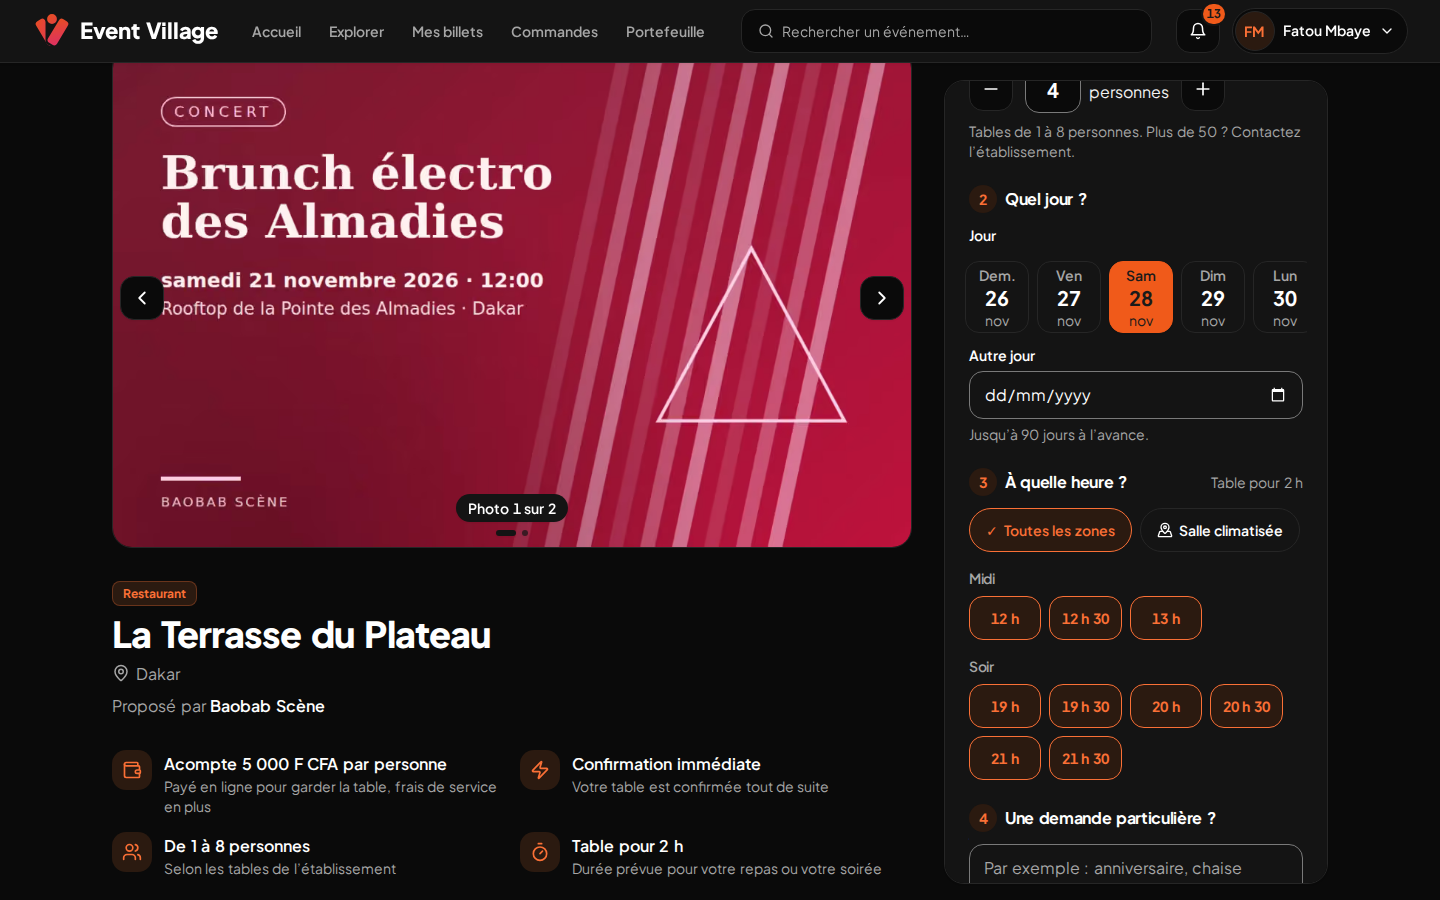 Event Village
Accueil
Explorer
Mes billets
Commandes
Portefeuille
Rechercher un événement...
13
FM
Fatou Mbaye
CONCERT
Brunch électro
des Almadies
samedi 21 novembre 2026 · 12:00
Rooftop de la Pointe des Almadies · Dakar
BAOBAB SCÈNE
Photo 1 sur 2
Restaurant
La Terrasse du Plateau
Dakar
Proposé par Baobab Scène
Acompte 5 000 F CFA par personne
Payé en ligne pour garder la table, frais de service
en plus
Confirmation immédiate
Votre table est confirmée tout de suite
De 1 à 8 personnes
Selon les tables de l'établissement
Table pour 2 h
Durée prévue pour votre repas ou votre soirée
− 4 personnes +
Tables de 1 à 8 personnes. Plus de 50 ? Contactez
l'établissement.
2 Quel jour ?
Jour
Dem. Ven Sam Dim Lun
26 27 28 29 30
nov nov nov nov nov
Autre jour
dd/mm/yyyy
Jusqu'à 90 jours à l'avance.
3 À quelle heure ? Table pour 2 h
✓ Toutes les zones Salle climatisée
Midi
12 h 12 h 30 13 h
Soir
19 h 19 h 30 20 h 20 h 30
21 h 21 h 30
4 Une demande particulière ?
Par exemple : anniversaire, chaise